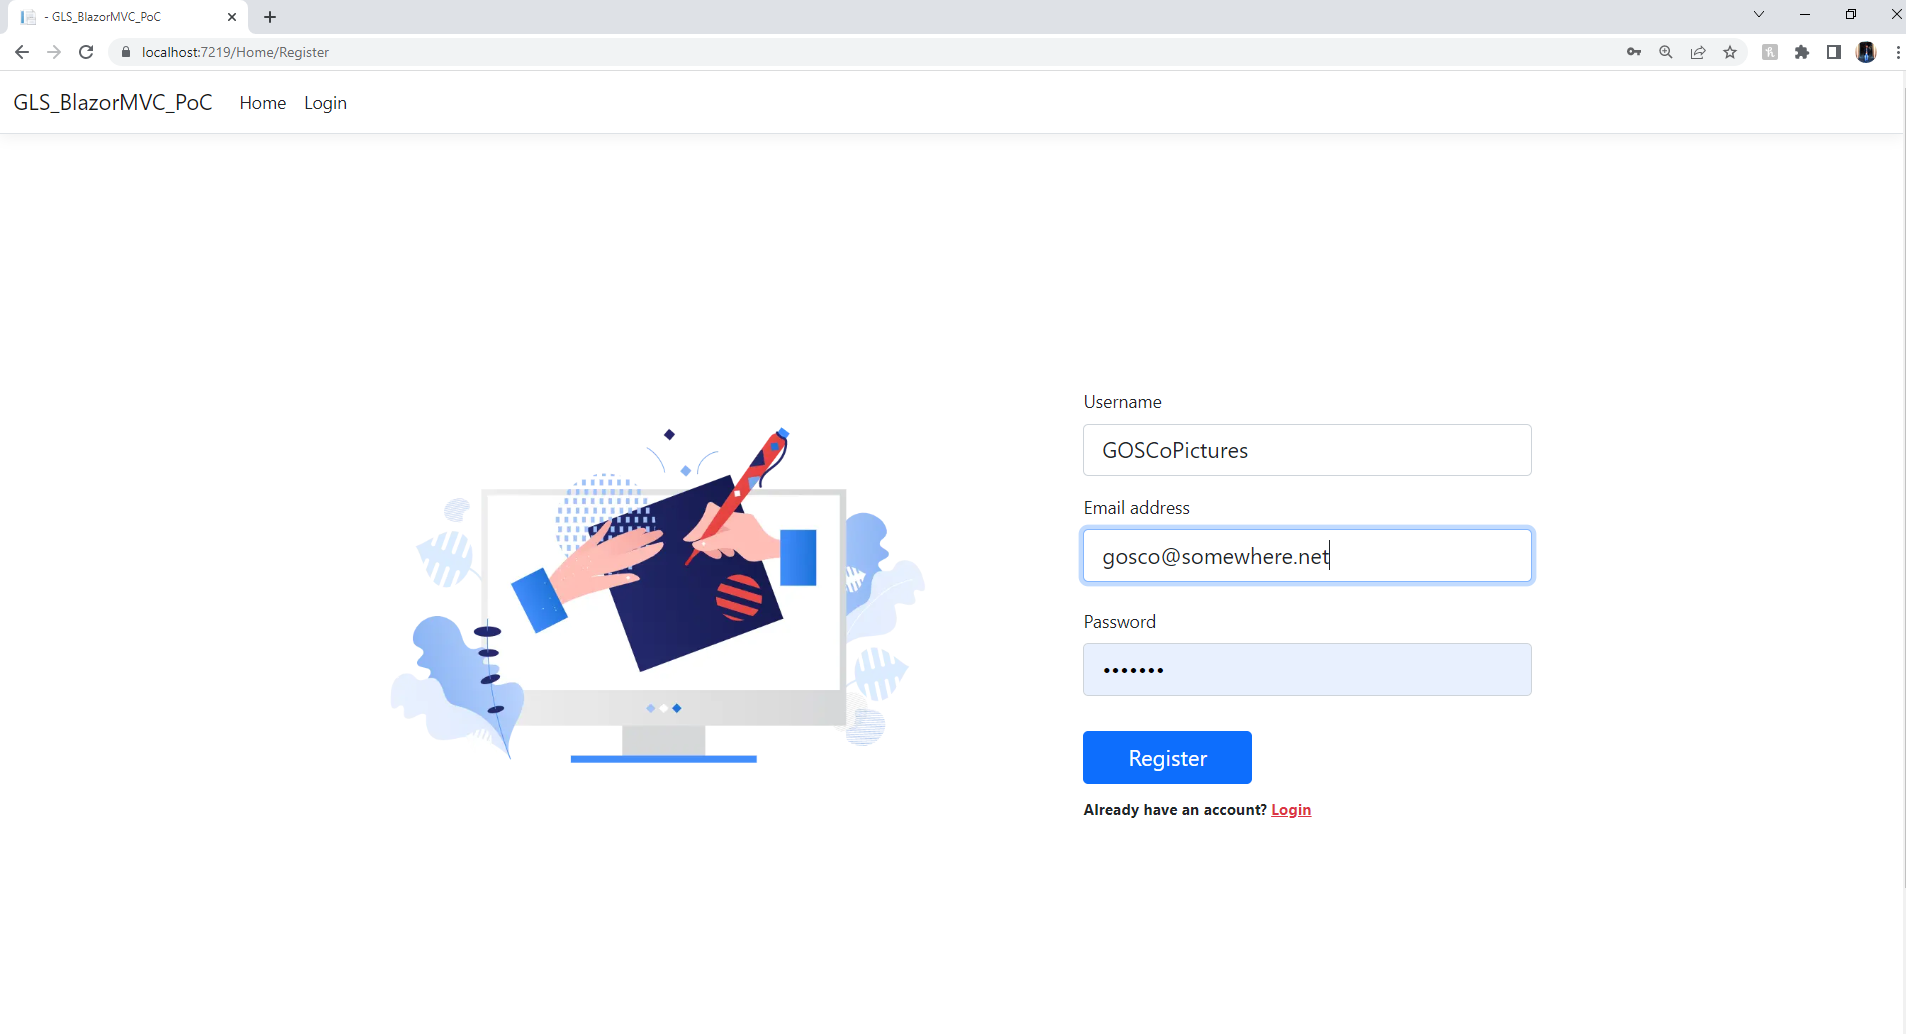 - GLS_BlazorMVC_PoC
localhost:7219/Home/Register
GLS_BlazorMVC_PoC Home Login
Username
GOSCoPictures
Email address
gosco@somewhere.net
Password
•••••••
Register
Already have an account? Login